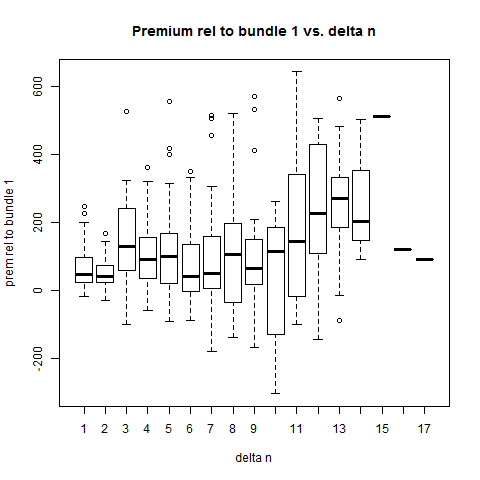 Premium rel to bundle 1 vs. delta n
prem rel to bundle 1
600
400
200
0
-200
1 2 3 4 5 6 7 8 9 11 13 15 17
delta n